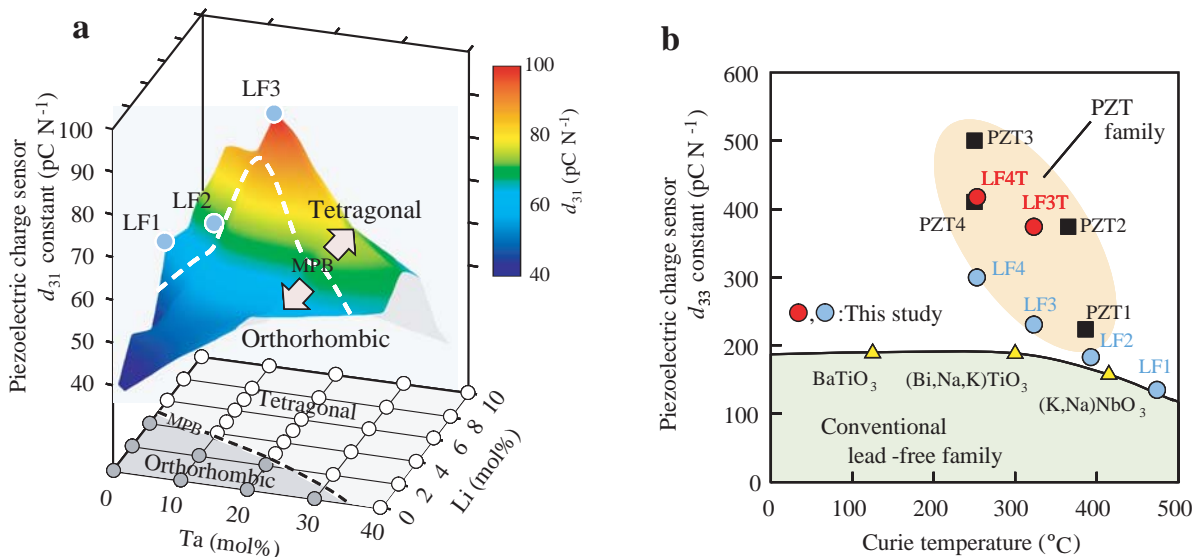 a
Piezoelectric charge sensor
d31 constant (pC N-1)
100
90
80
70
60
50
40
LF3
LF2
LF1
Tetragonal
MPB
Orthorhombic
100
80
60
40
d31 (pC N-1)
Tetragonal
MPB
Orthorhombic
0
10
20
30
40
Ta (mol%)
0
2
4
6
8
10
Li (mol%)
b
Piezoelectric charge sensor
d33 constant (pC N-1)
600
500
400
300
200
100
0
PZT
family
PZT3
LF4T
LF3T
PZT4
PZT2
LF4
LF3
PZT1
LF2
LF1
, :This study
BaTiO3
(Bi,Na,K)TiO3
(K,Na)NbO3
Conventional
lead -free family
0
100
200
300
400
500
Curie temperature (°C)